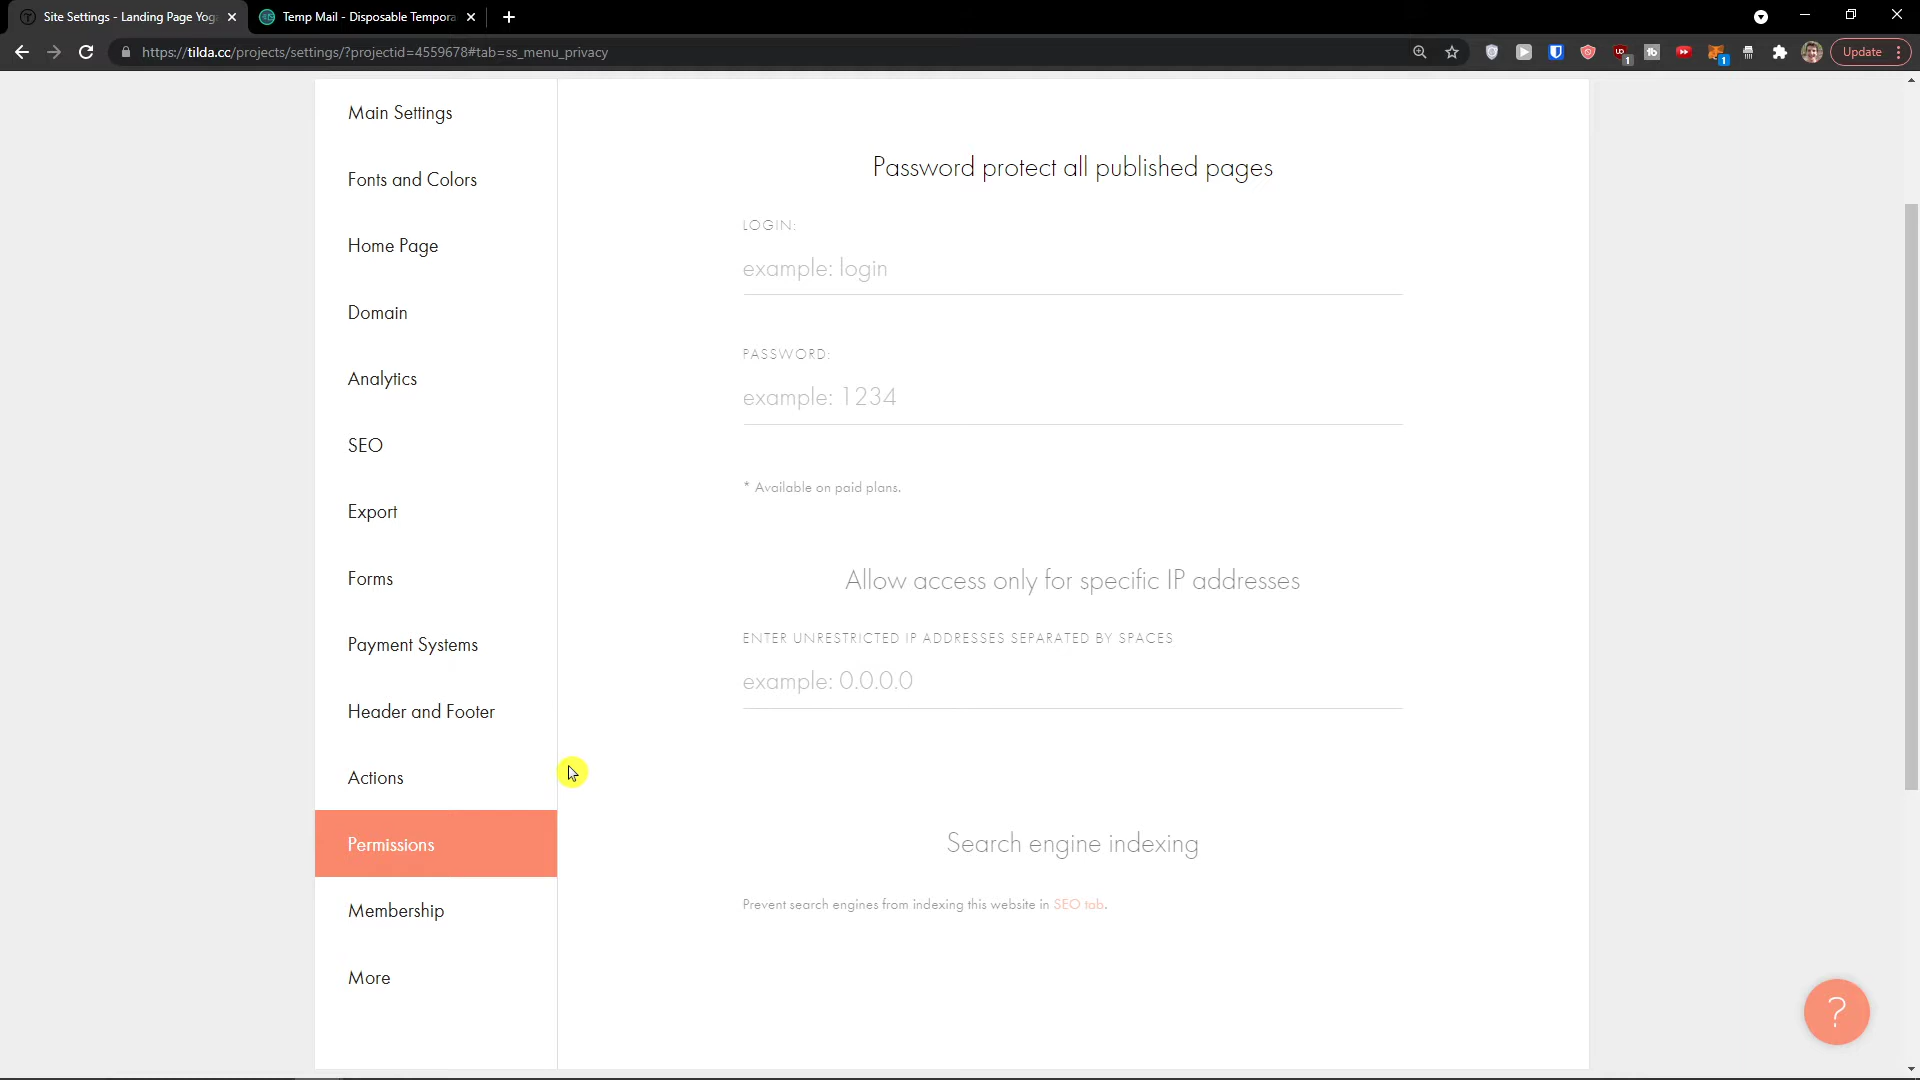 Site Settings - Landing Page Yog
Temp Mail - Disposable Tempora
https://tilda.cc/projects/settings/?projectid=4559678#tab=ss_menu_privacy
1
1
Update
Main Settings
Fonts and Colors
Home Page
Domain
Analytics
SEO
Export
Forms
Payment Systems
Header and Footer
Actions
Permissions
Membership
More
Password protect all published pages
LOGIN:
example: login
PASSWORD:
example: 1234
* Available on paid plans.
Allow access only for specific IP addresses
ENTER UNRESTRICTED IP ADDRESSES SEPARATED BY SPACES
example: 0.0.0.0
Search engine indexing
Prevent search engines from indexing this website in SEO tab.
?